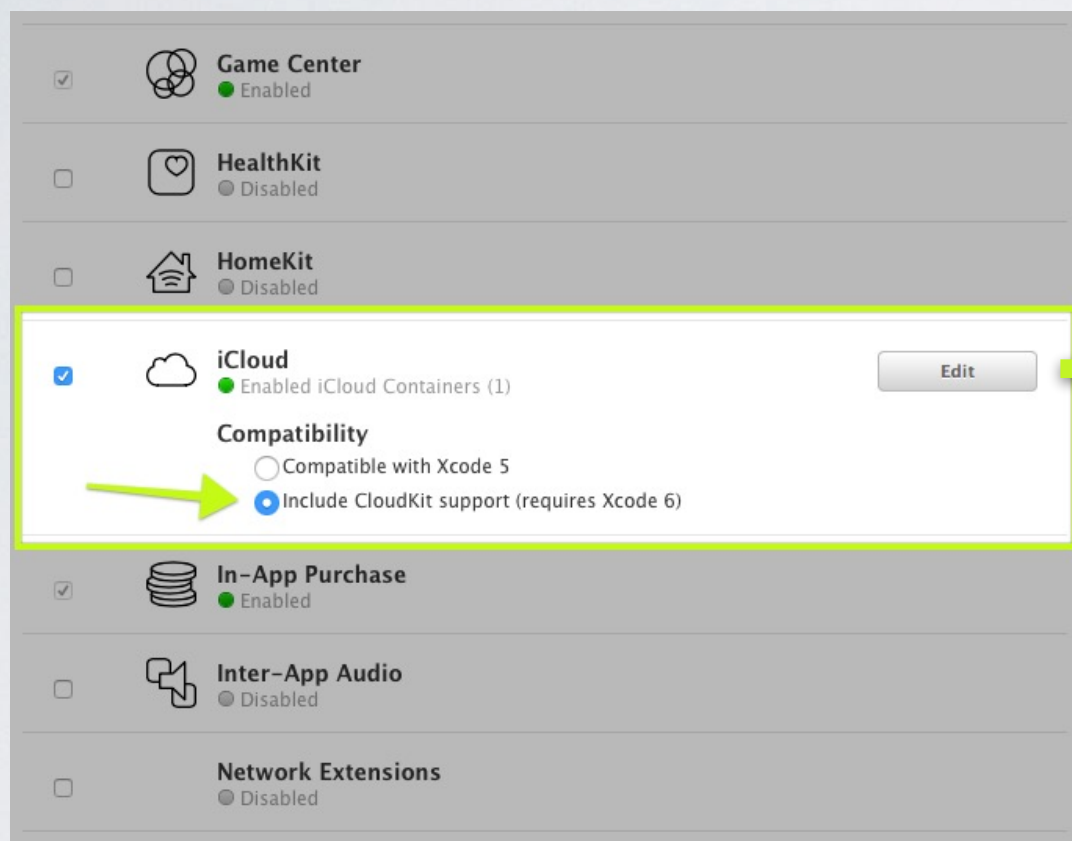 Game Center
Enabled
HealthKit
Disabled
HomeKit
Disabled
iCloud
Enabled iCloud Containers (1)
Edit
Compatibility
Compatible with Xcode 5
Include CloudKit support (requires Xcode 6)
In-App Purchase
Enabled
Inter-App Audio
Disabled
Network Extensions
Disabled